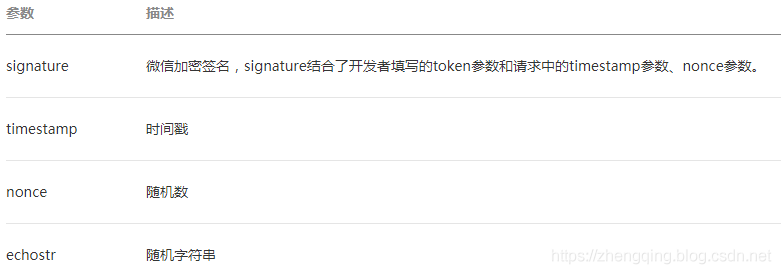 参数 描述
signature 微信加密签名，signature结合了开发者填写的token参数和请求中的timestamp参数、nonce参数。
timestamp 时间戳
nonce 随机数
echostr 随机字符串
https://zhengqing.blog.csdn.net